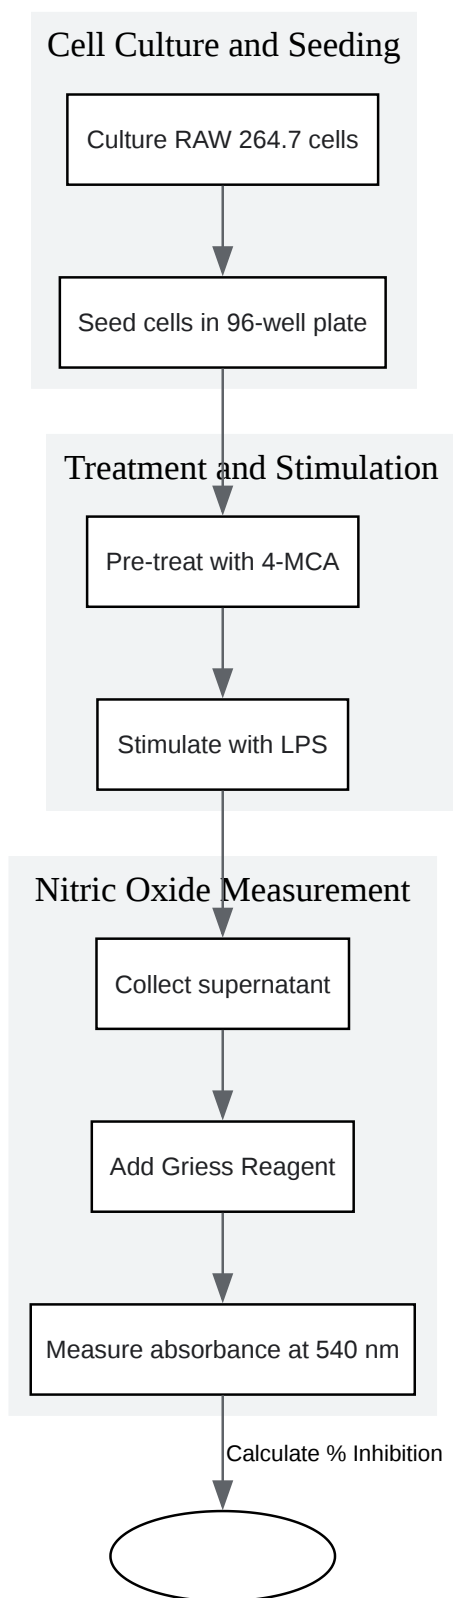 Cell Culture and Seeding
Culture RAW 264.7 cells
Seed cells in 96-well plate
Treatment and Stimulation
Pre-treat with 4-MCA
Stimulate with LPS
Nitric Oxide Measurement
Collect supernatant
Add Griess Reagent
Measure absorbance at 540 nm
Calculate % Inhibition